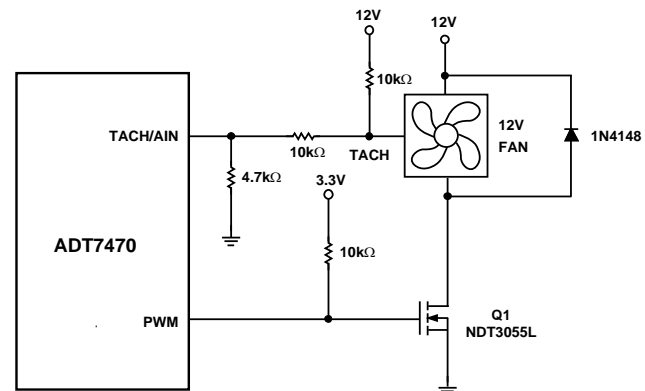 12V
12V
10kΩ
TACH/AIN
10kΩ
TACH
12V
FAN
1N4148
4.7kΩ
3.3V
ADT7470
10kΩ
PWM
Q1
NDT3055L